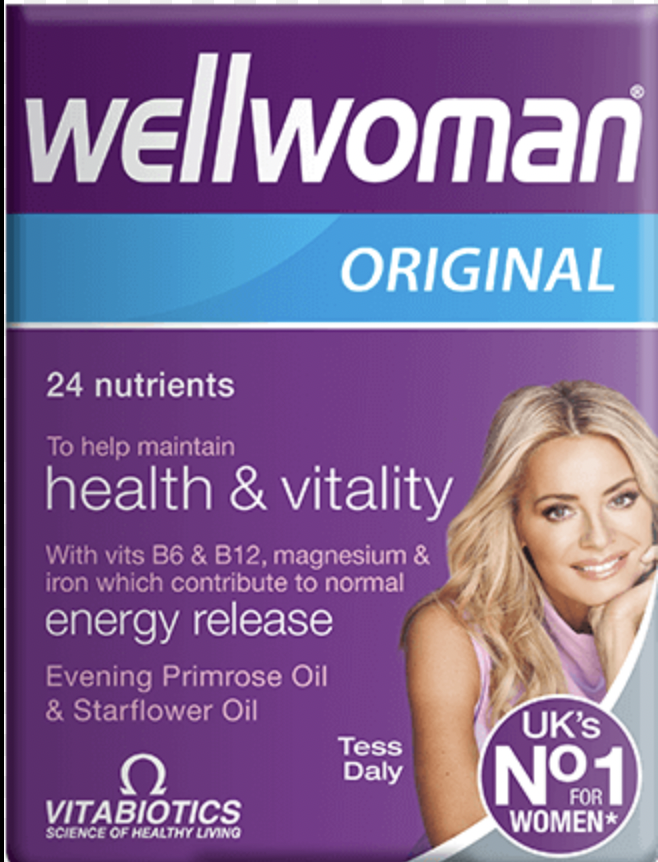 wellwoman®
ORIGINAL
24 nutrients
To help maintain
health & vitality
With vits B6 & B12, magnesium &
iron which contribute to normal
energy release
Evening Primrose Oil
& Starflower Oil
Tess
Daly
UK's
Nº1
FOR
WOMEN*
VITABIOTICS
SCIENCE OF HEALTHY LIVING